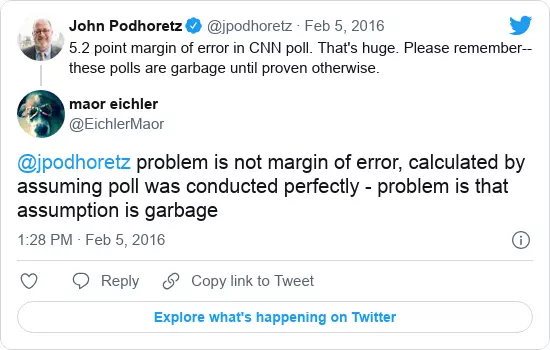 John Podhoretz @jpodhoretz · Feb 5, 2016
5.2 point margin of error in CNN poll. That's huge. Please remember--
these polls are garbage until proven otherwise.
maor eichler
@EichlerMaor
@jpodhoretz problem is not margin of error, calculated by
assuming poll was conducted perfectly - problem is that
assumption is garbage
1:28 PM · Feb 5, 2016
Reply Copy link to Tweet
Explore what's happening on Twitter